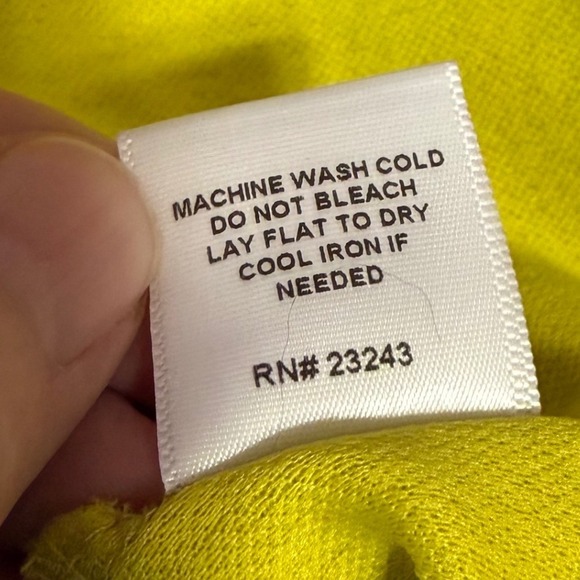 MACHINE WASH COLD
DO NOT BLEACH
LAY FLAT TO DRY
COOL IRON IF
NEEDED
RN# 23243